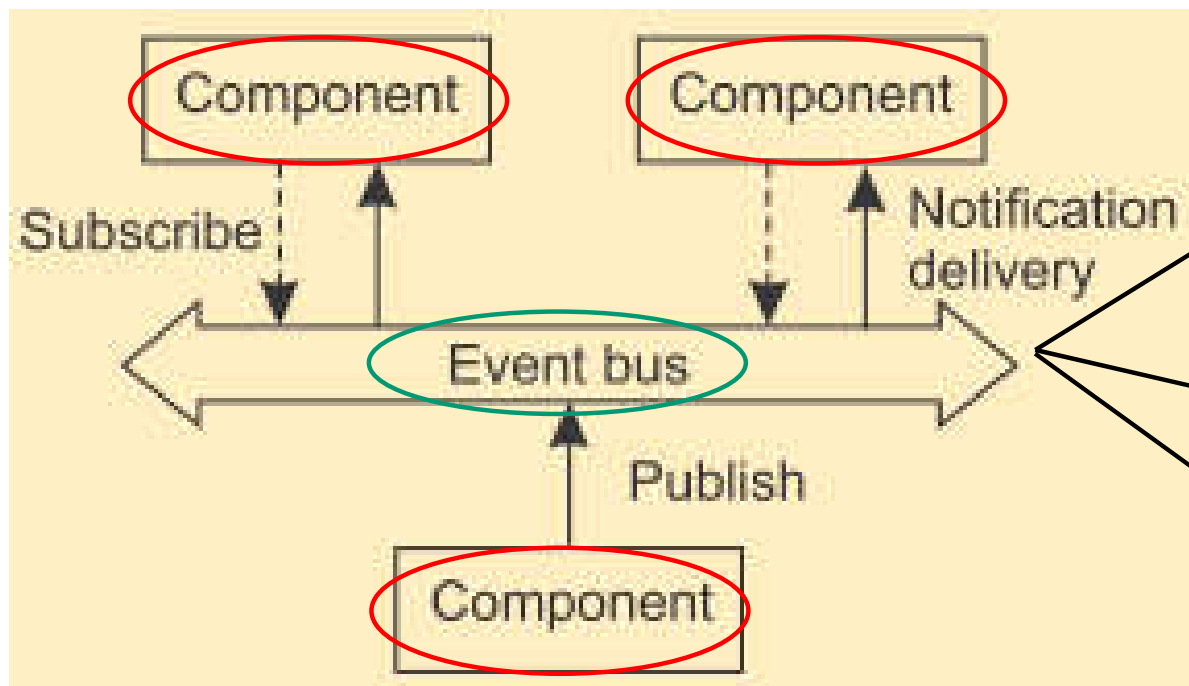 Component
Component
Subscribe
Notification
delivery
Event bus
Publish
Component